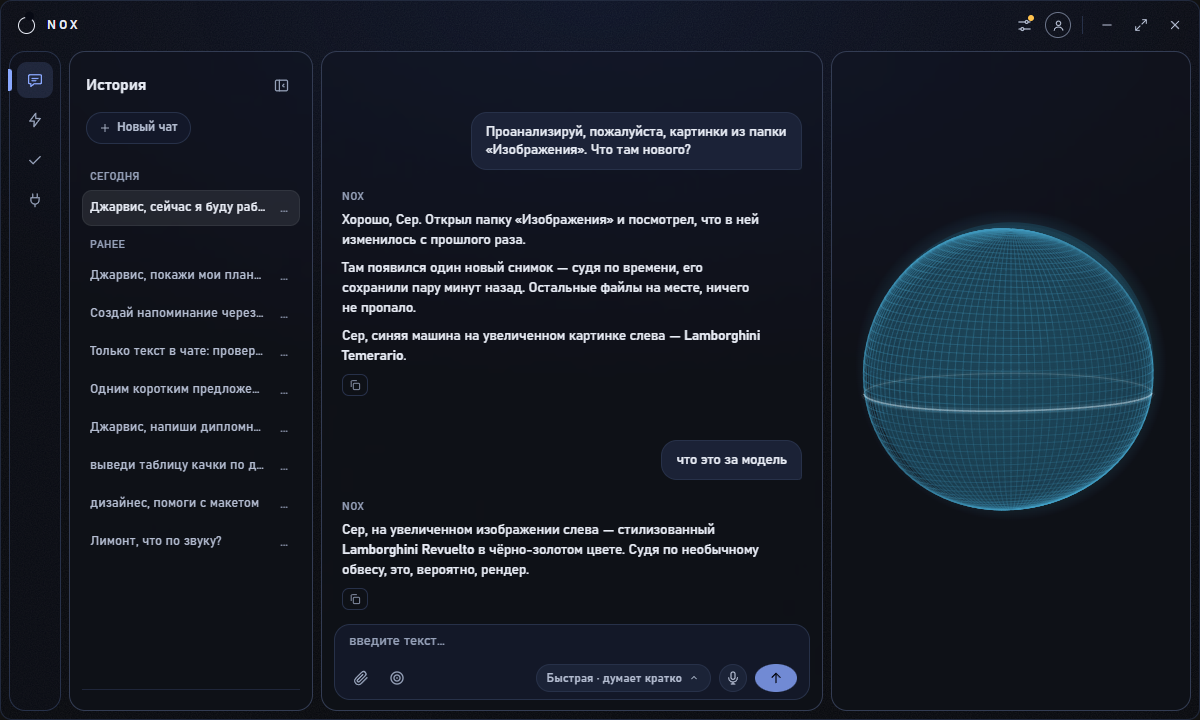 NOX
История
+ Новый чат
СЕГОДНЯ
Джарвис, сейчас я буду раб... ...
РАНЕЕ
Джарвис, покажи мои план... ...
Создай напоминание через... ...
Только текст в чате: провер... ...
Одним коротким предложе... ...
Джарвис, напиши дипломн... ...
выведи таблицу качки по д... ...
дизайнес, помоги с макетом ...
Лимонт, что по звуку? ...
Проанализируй, пожалуйста, картинки из папки
«Изображения». Что там нового?
NOX
Хорошо, Сер. Открыл папку «Изображения» и посмотрел, что в ней
изменилось с прошлого раза.
Там появился один новый снимок — судя по времени, его
сохранили пару минут назад. Остальные файлы на месте, ничего
не пропало.
Сер, синяя машина на увеличенном картинке слева — Lamborghini
Temerario.
что это за модель
NOX
Сер, на увеличенном изображении слева — стилизованный
Lamborghini Revuelto в чёрно-золотом цвете. Судя по необычному
обвесу, это, вероятно, рендер.
введите текст...
Быстрая · думает кратко